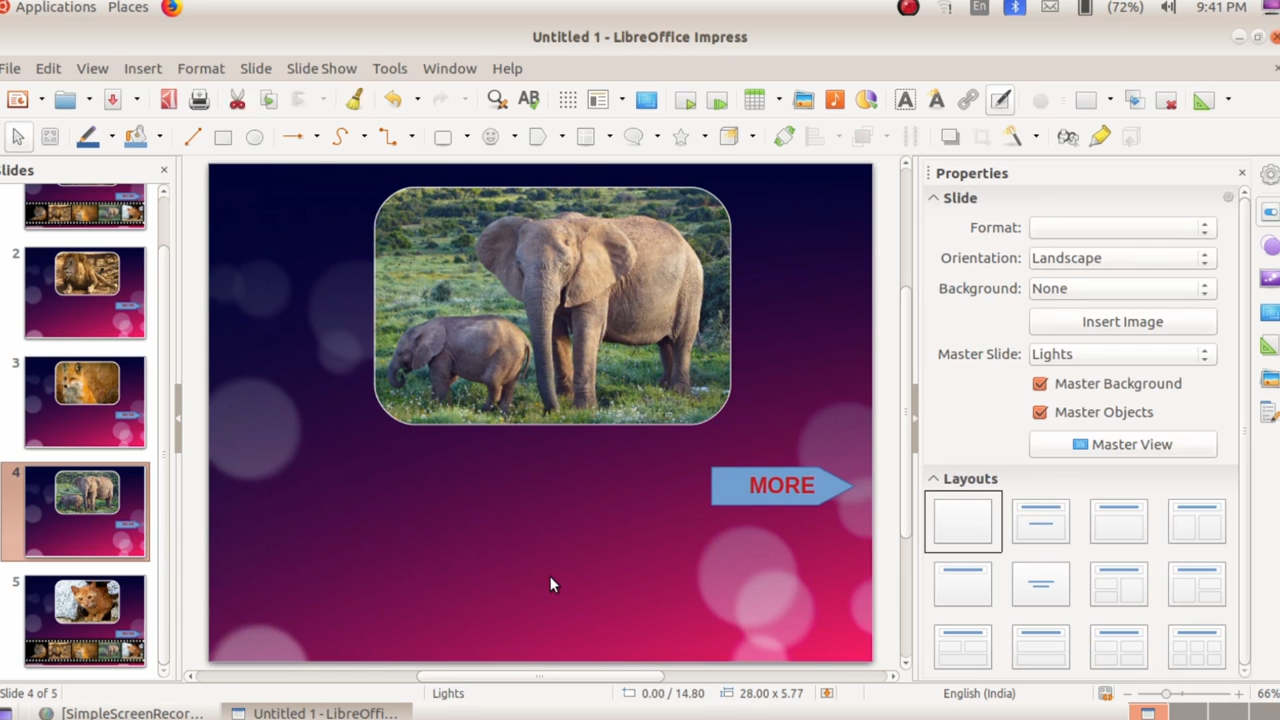 Applications Places En (72%) 9:41 PM
Untitled 1 - LibreOffice Impress
File Edit View Insert Format Slide Slide Show Tools Window Help
Slides
Properties
Slide
Format:
Orientation: Landscape
Background: None
Insert Image
Master Slide: Lights
Master Background
Master Objects
Master View
Layouts
2
3
4
5
MORE
Slide 4 of 5 Lights 0.00 / 14.80 28.00 x 5.77 English (India) 66%
[SimpleScreenRecor... Untitled 1 - LibreOffi...